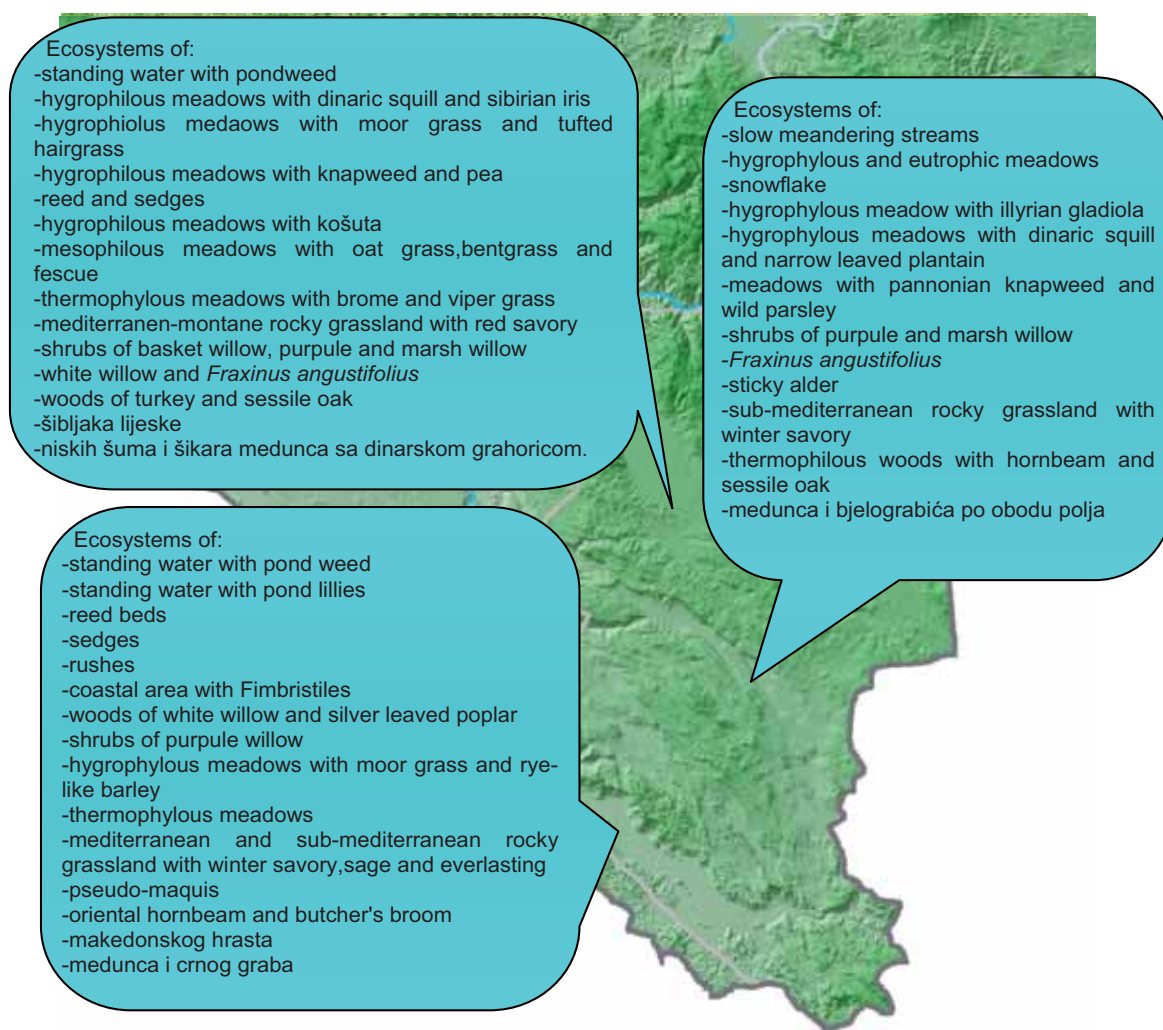 Ecosystems of:
-standing water with pondweed
-hygrophilous meadows with dinaric squill and sibirian iris
-hygrophiolus medaows with moor grass and tufted
hairgrass
-hygrophilous meadows with knapweed and pea
-reed and sedges
-hygrophilous meadows with košuta
-mesophilous meadows with oat grass,bentgrass and
fescue
-thermophylous meadows with brome and viper grass
-mediterranen-montane rocky grassland with red savory
-shrubs of basket willow, purpule and marsh willow
-white willow and Fraxinus angustifolius
-woods of turkey and sessile oak
-šibljaka lijeske
-niskih šuma i šikara medunca sa dinarskom grahoricom.
Ecosystems of:
-slow meandering streams
-hygrophylous and eutrophic meadows
-snowflake
-hygrophylous meadow with illyrian gladiola
-hygrophylous meadows with dinaric squill
and narrow leaved plantain
-meadows with pannonian knapweed and
wild parsley
-shrubs of purpule and marsh willow
-Fraxinus angustifolius
-sticky alder
-sub-mediterranean rocky grassland with
winter savory
-thermophilous woods with hornbeam and
sessile oak
-medunca i bjelograbića po obodu polja
Ecosystems of:
-standing water with pond weed
-standing water with pond lillies
-reed beds
-sedges
-rushes
-coastal area with Fimbristiles
-woods of white willow and silver leaved poplar
-shrubs of purpule willow
-hygrophylous meadows with moor grass and rye-
like barley
-thermophylous meadows
-mediterranean and sub-mediterranean rocky
grassland with winter savory,sage and everlasting
-pseudo-maquis
-oriental hornbeam and butcher's broom
-makedonskog hrasta
-medunca i crnog graba